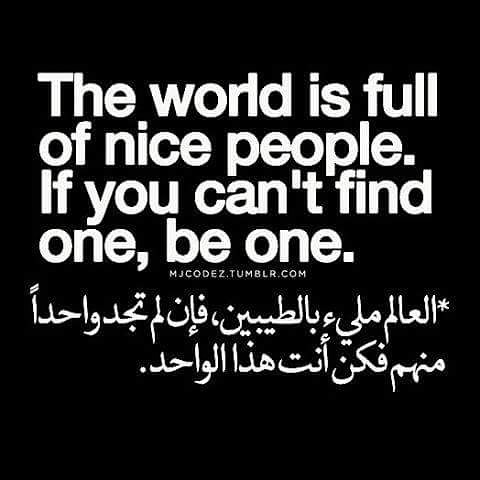 The world is full
of nice people.
If you can't find
one, be one.
MJCODEZ.TUMBLR.COM
*العالم مليء بالطيبين، فإن لم تجد واحداً
منهم فكن أنت هذا الواحد.